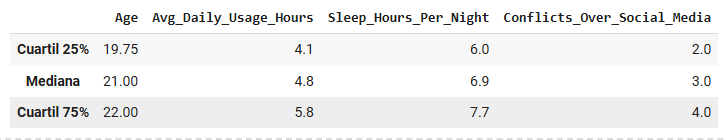 Age Avg_Daily_Usage_Hours Sleep_Hours_Per_Night Conflicts_Over_Social_Media
Cuartil 25% 19.75 4.1 6.0 2.0
Mediana 21.00 4.8 6.9 3.0
Cuartil 75% 22.00 5.8 7.7 4.0